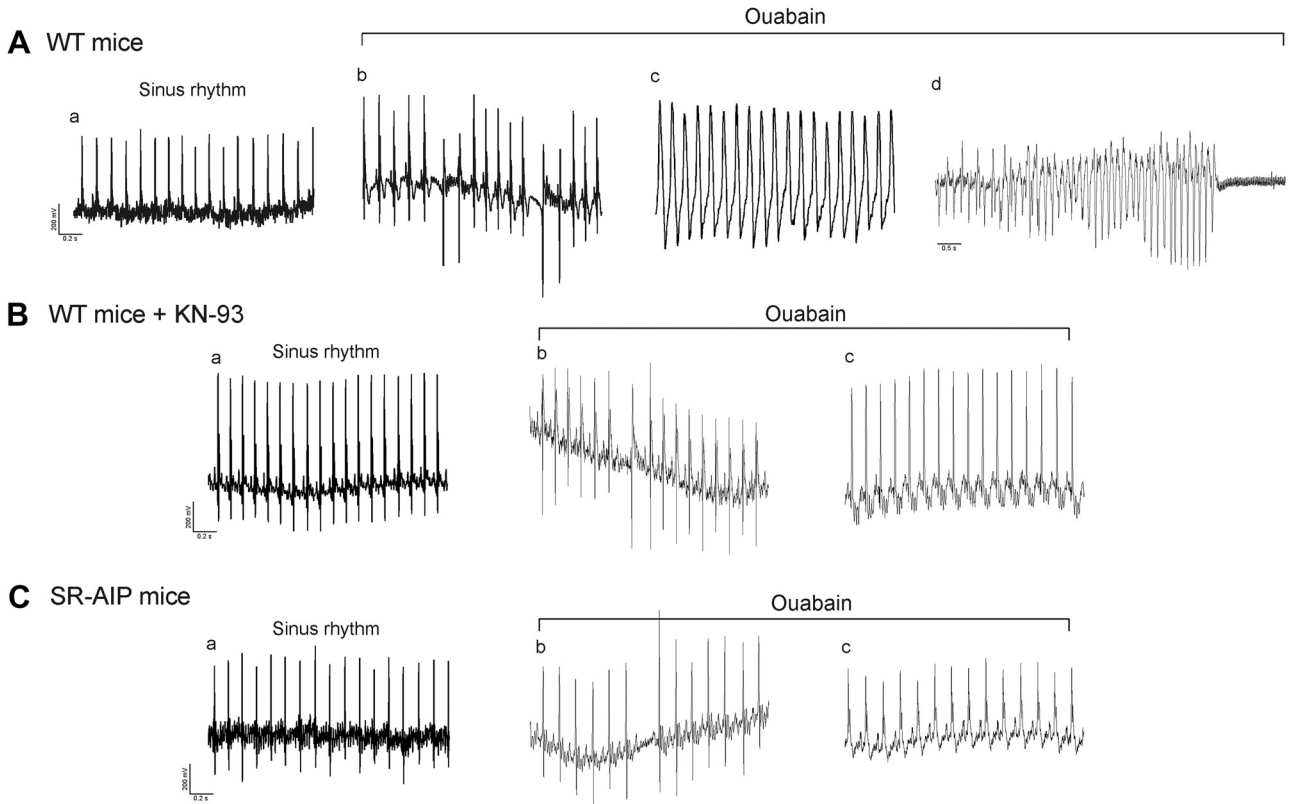 Ouabain
A WT mice
Sinus rhythm
a
b
c
d
200 mV
0.2 s
0.5 s
B WT mice + KN-93
Ouabain
Sinus rhythm
a
b
c
200 mV
0.2 s
C SR-AIP mice
Ouabain
Sinus rhythm
a
b
c
200 mV
0.2 s